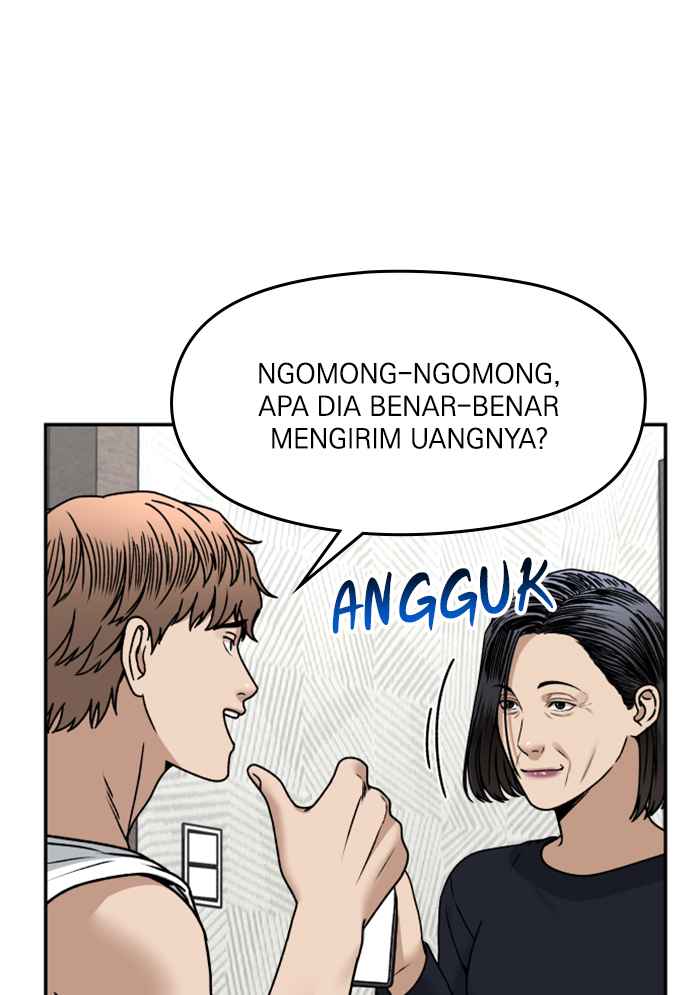 NGOMONG-NGOMONG,
APA DIA BENAR-BENAR
MENGIRIM UANGNYA?
ANGGUK